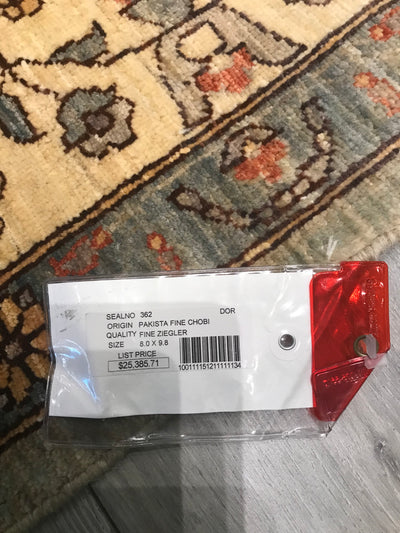 SEALNO 362 DOR
ORIGIN PAKISTA FINE CHOBI
QUALITY FINE ZIEGLER
SIZE 8.0 X 9.8
LIST PRICE
$25,385.71
1001111512111111134